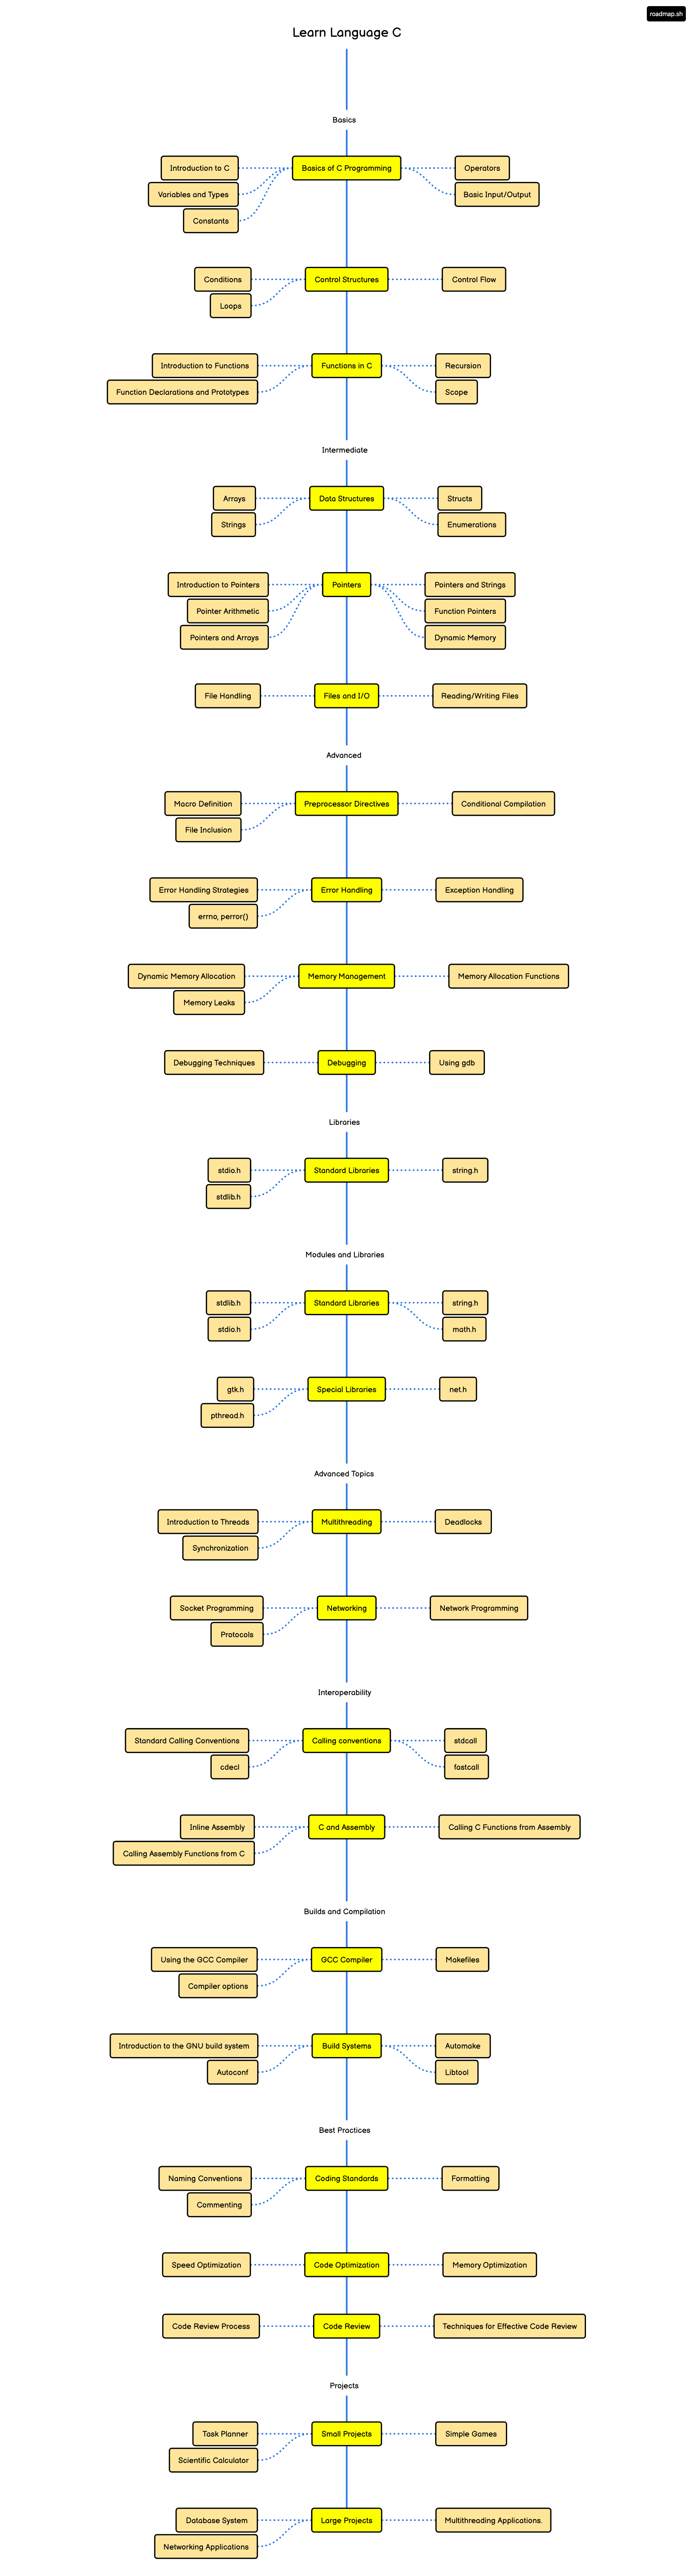 roadmap.sh
Learn Language C
Basics
Introduction to C
Basics of C Programming
Operators
Variables and Types
Basic Input/Output
Constants
Conditions
Control Structures
Control Flow
Loops
Introduction to Functions
Functions in C
Recursion
Function Declarations and Prototypes
Scope
Intermediate
Arrays
Data Structures
Structs
Strings
Enumerations
Introduction to Pointers
Pointers
Pointers and Strings
Pointer Arithmetic
Function Pointers
Pointers and Arrays
Dynamic Memory
File Handling
Files and I/O
Reading/Writing Files
Advanced
Macro Definition
Preprocessor Directives
Conditional Compilation
File Inclusion
Error Handling Strategies
Error Handling
Exception Handling
errno, perror()
Dynamic Memory Allocation
Memory Management
Memory Allocation Functions
Memory Leaks
Debugging Techniques
Debugging
Using gdb
Libraries
stdio.h
Standard Libraries
string.h
stdlib.h
Modules and Libraries
stdlib.h
Standard Libraries
string.h
stdio.h
math.h
gtk.h
Special Libraries
net.h
pthread.h
Advanced Topics
Introduction to Threads
Multithreading
Deadlocks
Synchronization
Socket Programming
Networking
Network Programming
Protocols
Interoperability
Standard Calling Conventions
Calling conventions
stdcall
cdecl
fastcall
Inline Assembly
C and Assembly
Calling C Functions from Assembly
Calling Assembly Functions from C
Builds and Compilation
Using the GCC Compiler
GCC Compiler
Makefiles
Compiler options
Introduction to the GNU build system
Build Systems
Automake
Autoconf
Libtool
Best Practices
Naming Conventions
Coding Standards
Formatting
Commenting
Speed Optimization
Code Optimization
Memory Optimization
Code Review Process
Code Review
Techniques for Effective Code Review
Projects
Task Planner
Small Projects
Simple Games
Scientific Calculator
Database System
Large Projects
Multithreading Applications.
Networking Applications